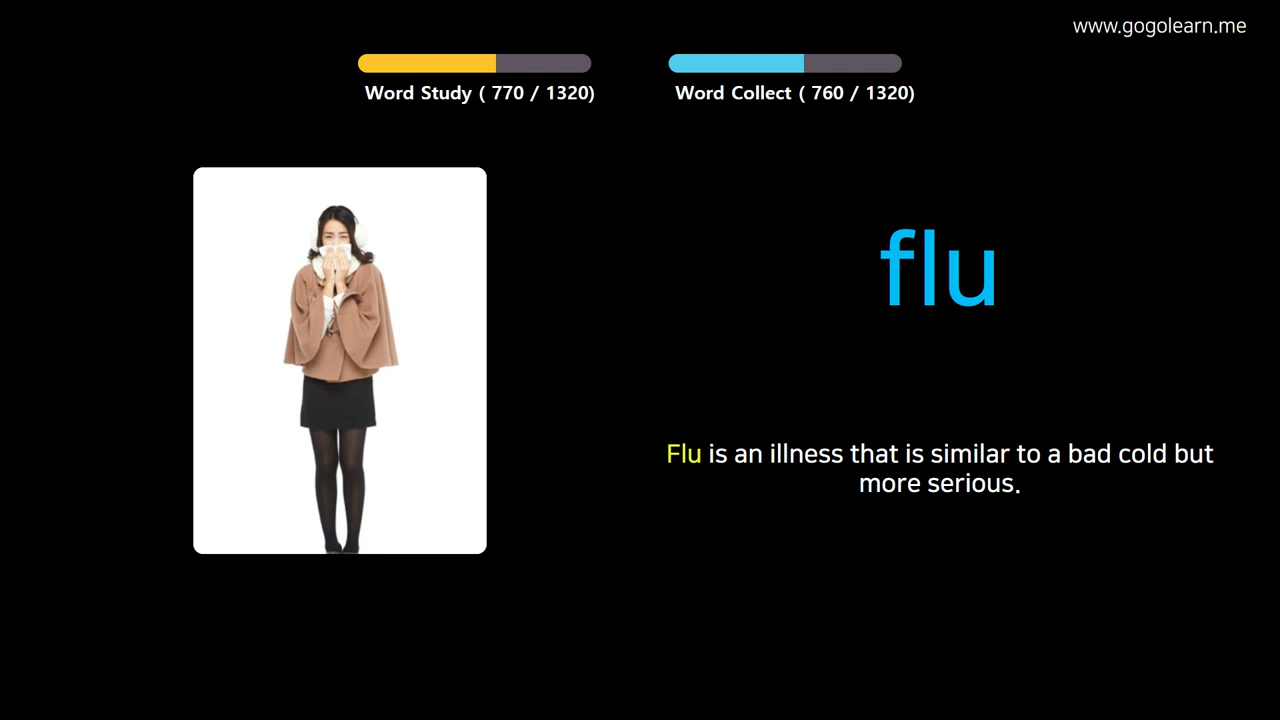 www.gogolearn.me
Word Study ( 770 / 1320)
Word Collect ( 760 / 1320)
flu
Flu is an illness that is similar to a bad cold but
more serious.